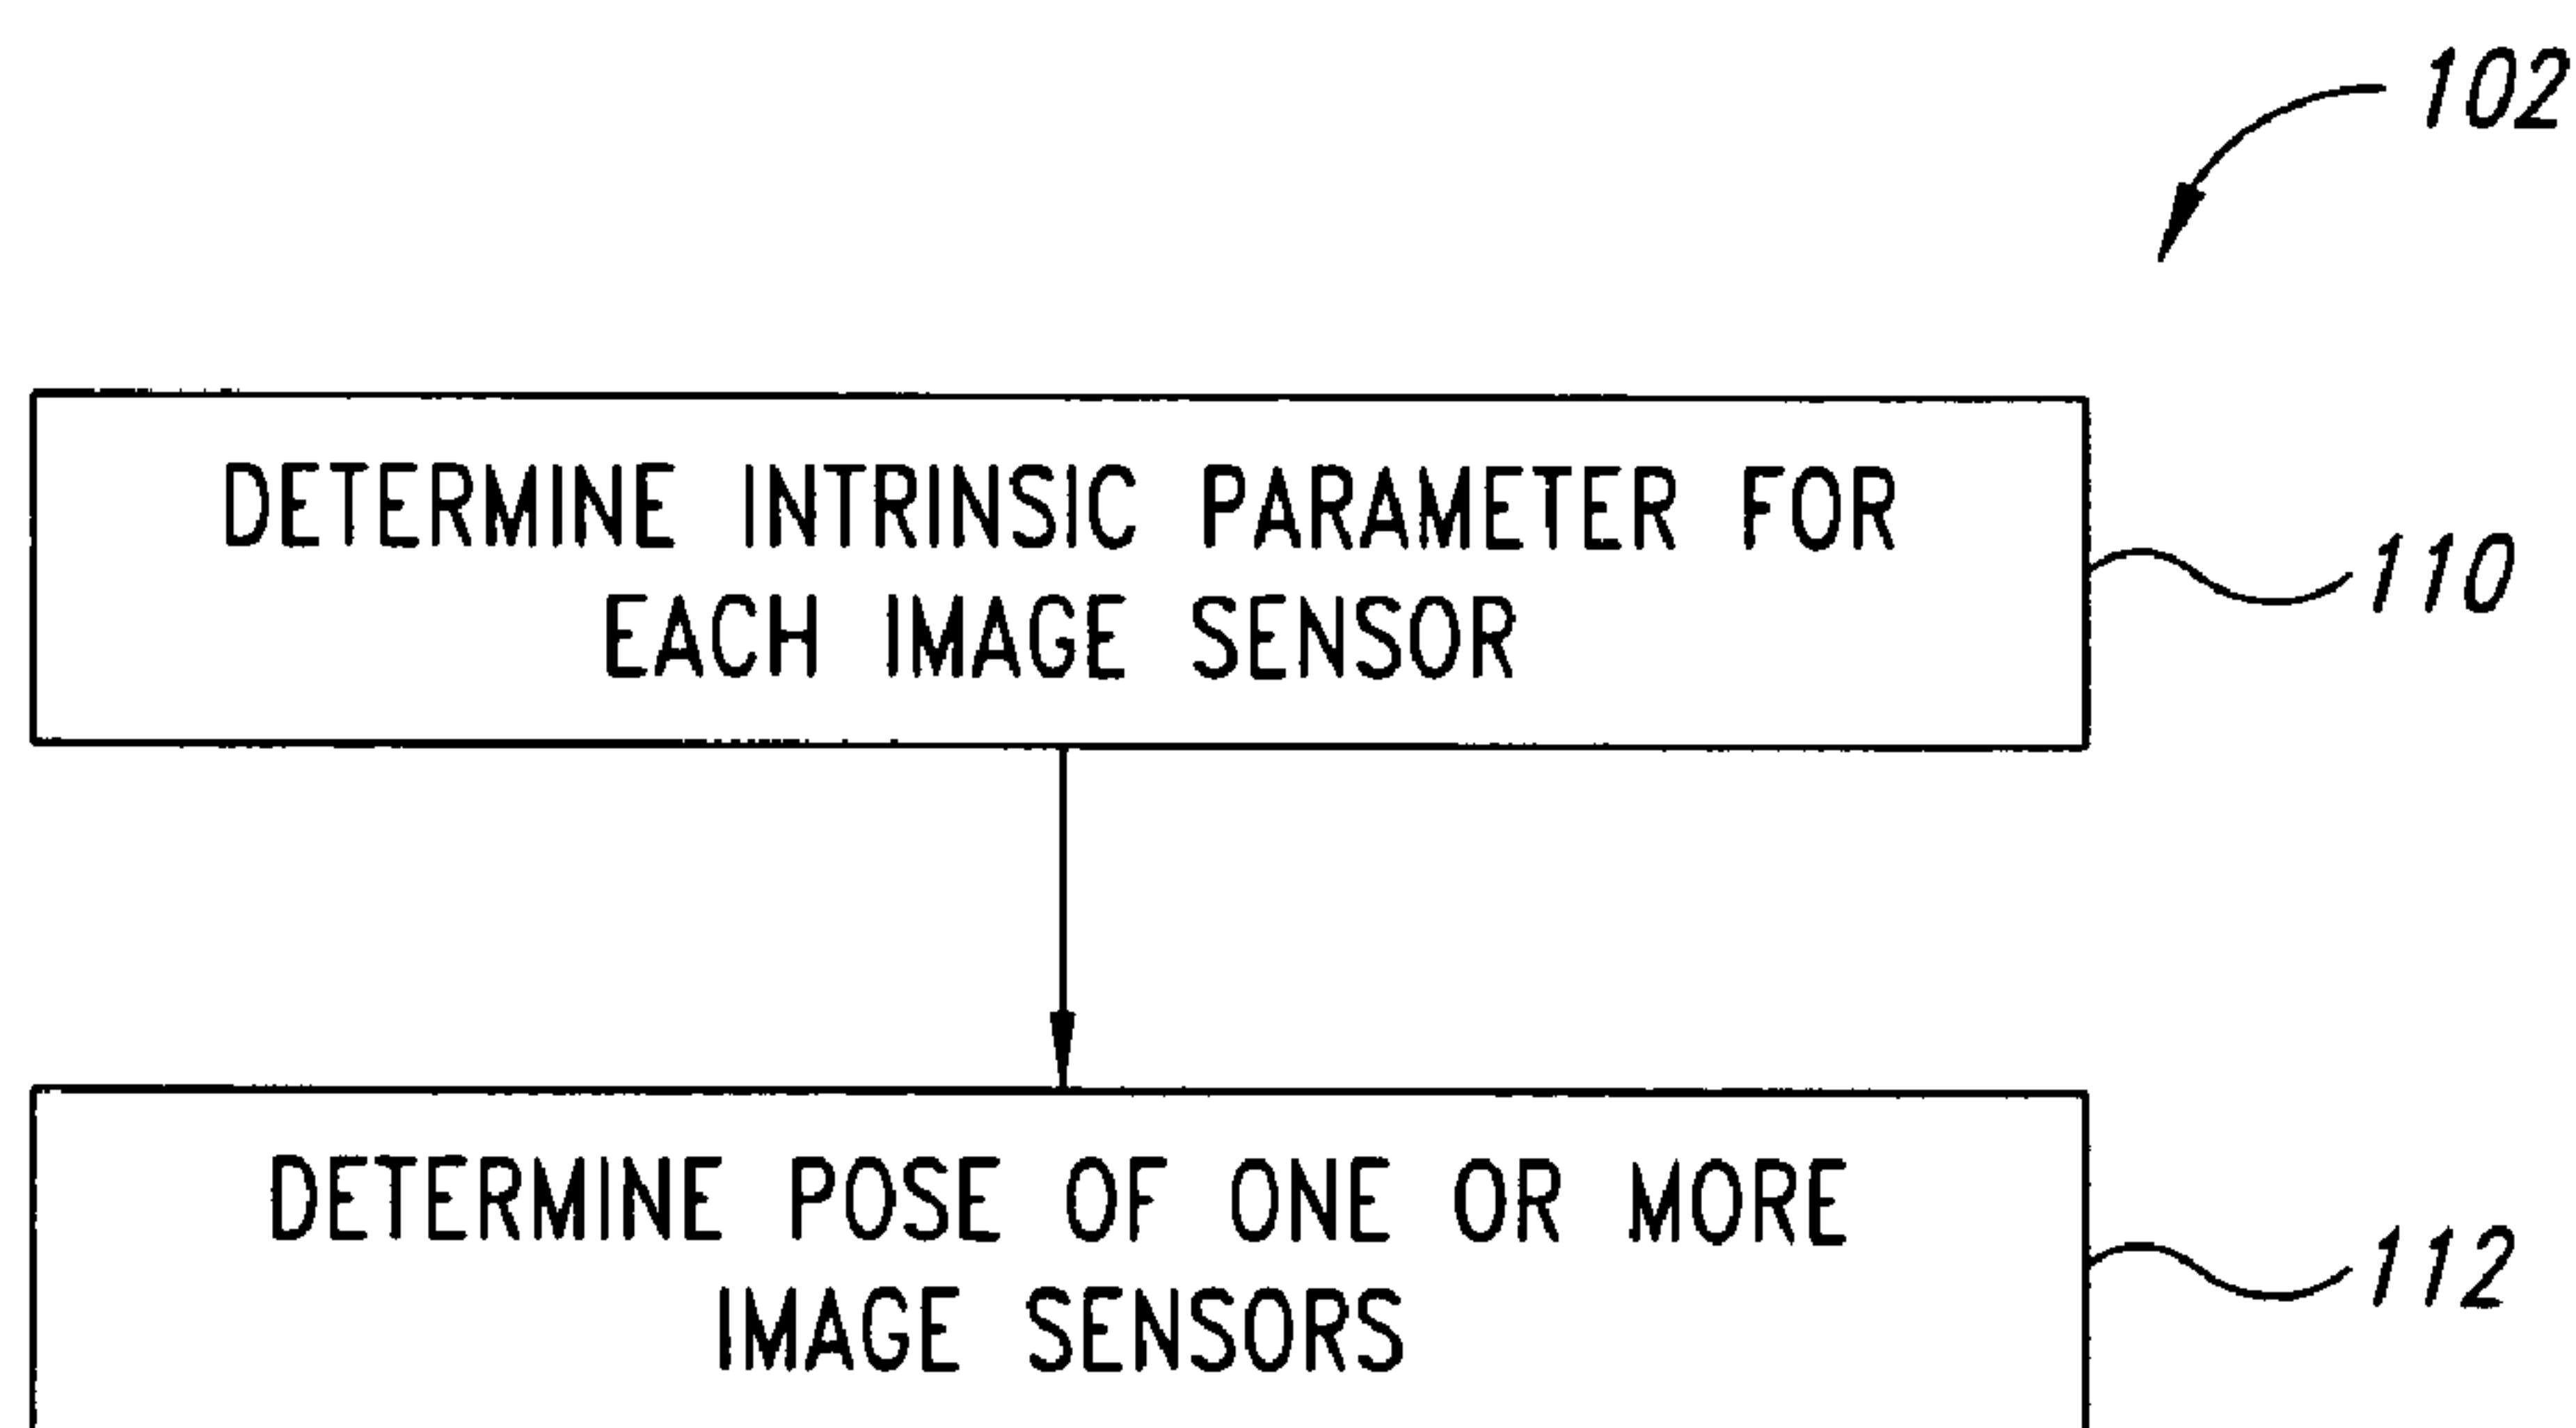 102
DETERMINE INTRINSIC PARAMETER FOR
EACH IMAGE SENSOR
110
DETERMINE POSE OF ONE OR MORE
IMAGE SENSORS
112